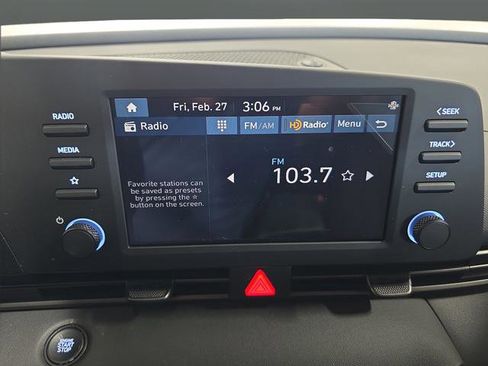 Fri, Feb. 27 3:06 PM
RADIO
< SEEK
Radio FM/AM HD Radio Menu
MEDIA
TRACK >
FM
103.7
SETUP
Favorite stations can
be saved as presets
by pressing the ☆
button on the screen.
ENGINE
START
STOP